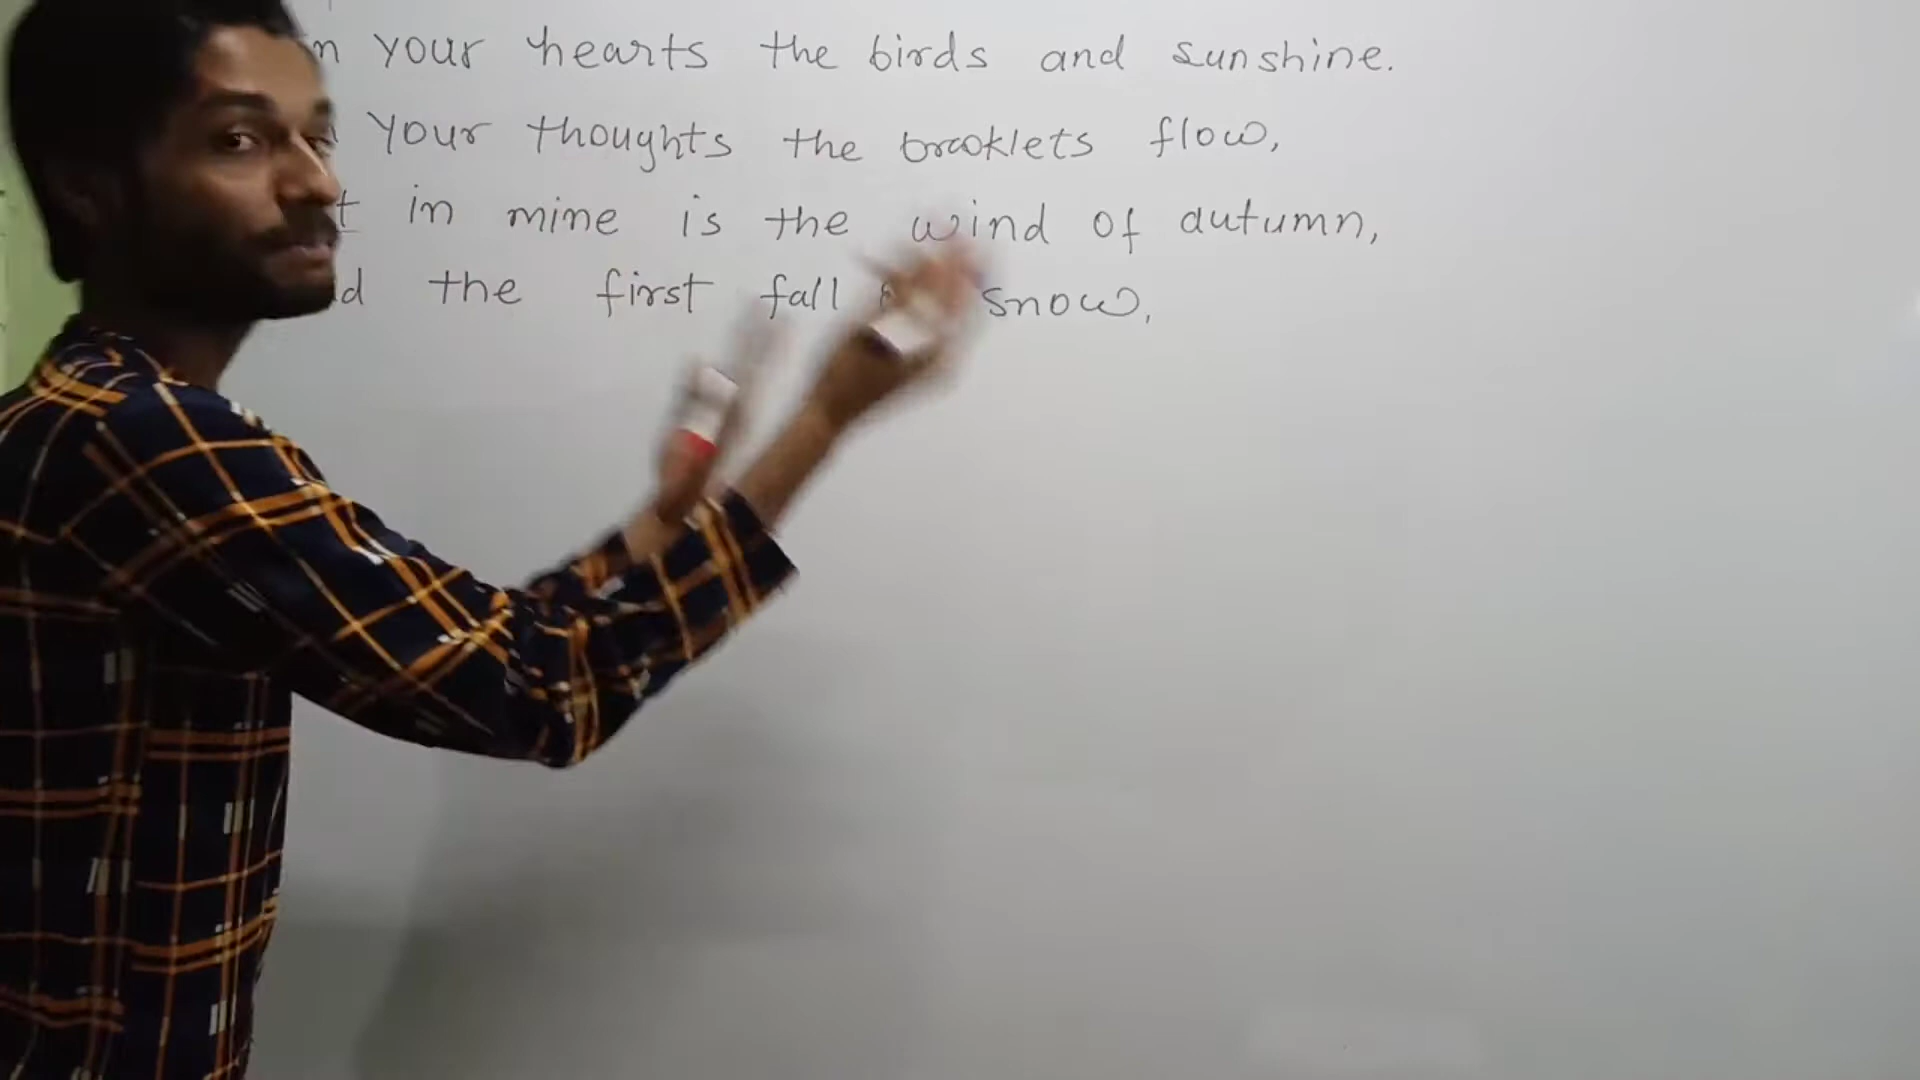 n your hearts the birds and sunshine.
your thoughts the brooklets flow,
t in mine is the wind of autumn,
d the first fall snow,